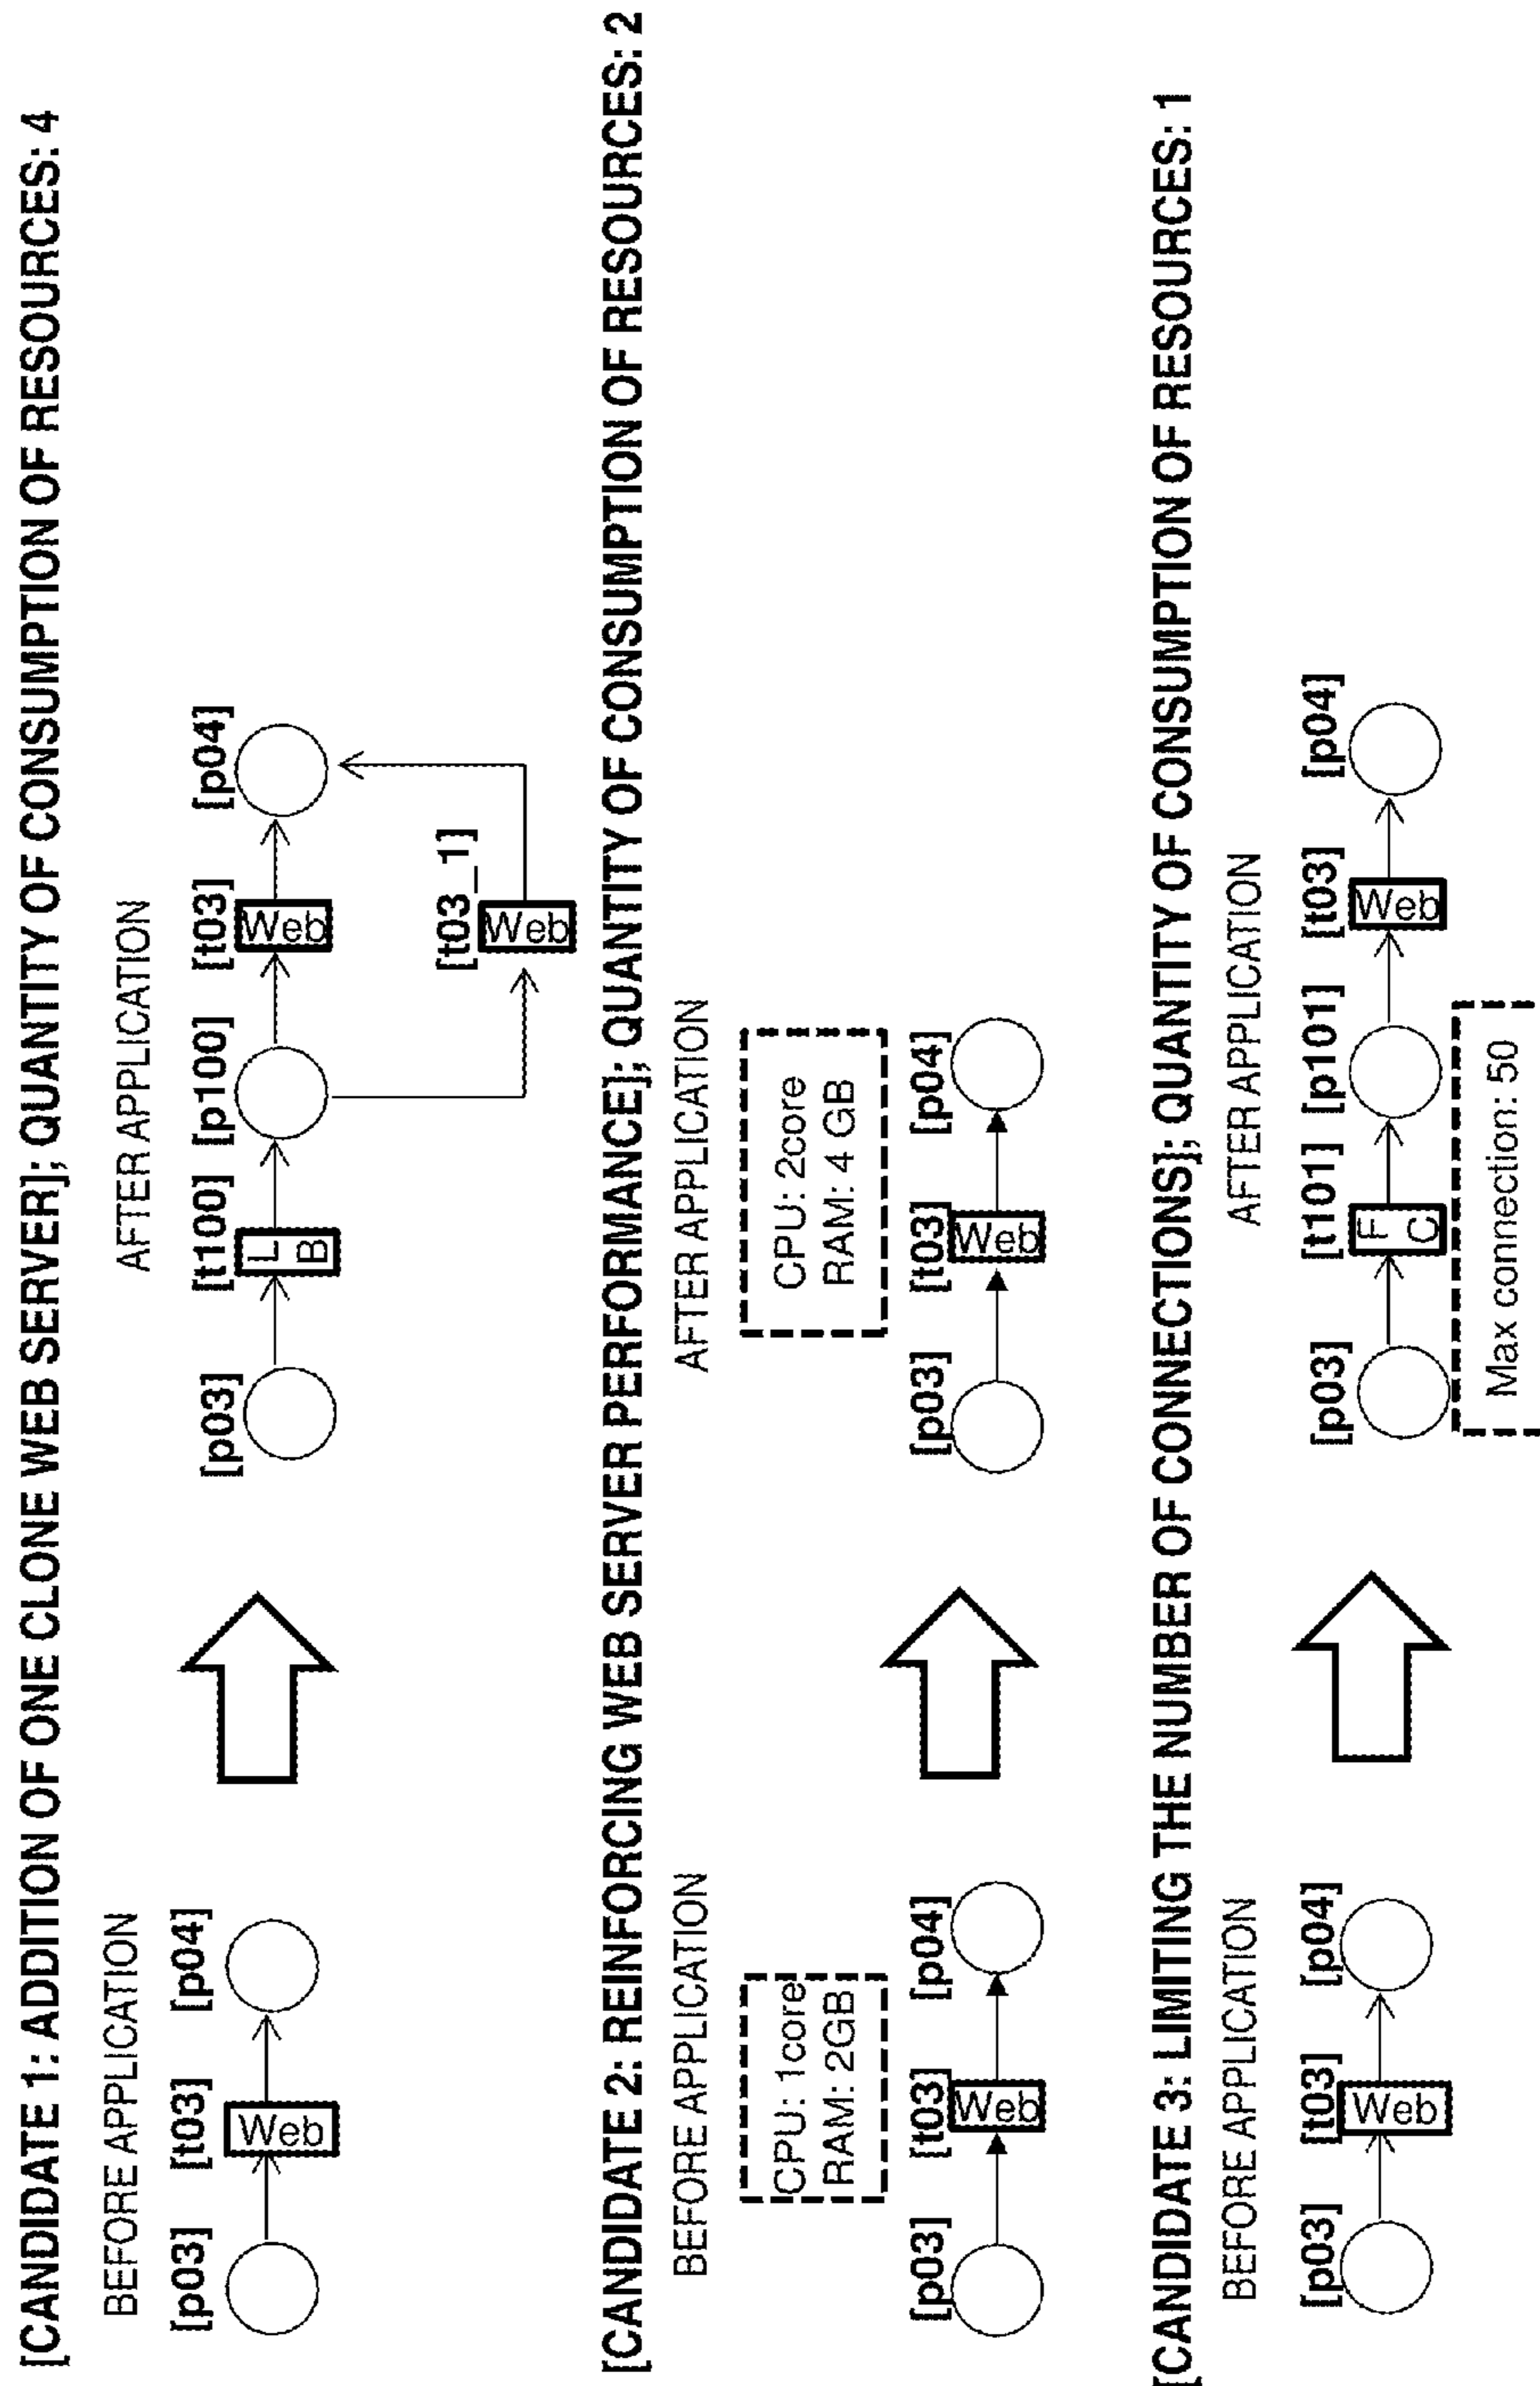 [CANDIDATE 1: ADDITION OF ONE CLONE WEB SERVER]; QUANTITY OF CONSUMPTION OF RESOURCES: 4
BEFORE APPLICATION
[p03] [t03] [p04]
Web
AFTER APPLICATION
[p03] [t100] [p100] [t03] [p04]
L
B
Web
[t03_1]
Web
[CANDIDATE 2: REINFORCING WEB SERVER PERFORMANCE]; QUANTITY OF CONSUMPTION OF RESOURCES: 2
BEFORE APPLICATION
CPU: 1core
RAM: 2GB
[p03] [t03] [p04]
Web
AFTER APPLICATION
CPU: 2core
RAM: 4 GB
[p03] [t03] [p04]
Web
[CANDIDATE 3: LIMITING THE NUMBER OF CONNECTIONS]; QUANTITY OF CONSUMPTION OF RESOURCES: 1
BEFORE APPLICATION
[p03] [t03] [p04]
Web
AFTER APPLICATION
[p03] [t101] [p101] [t03] [p04]
F
C
Web
Max connection: 50